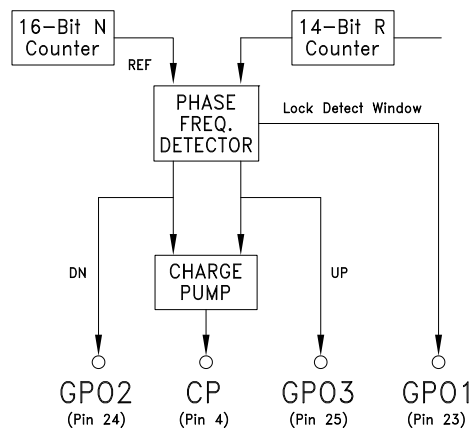 16-Bit N
Counter
14-Bit R
Counter
REF
PHASE
FREQ.
DETECTOR
Lock Detect Window
DN
CHARGE
PUMP
UP
GPO2
CP
GPO3
GPO1
(Pin 24)
(Pin 4)
(Pin 25)
(Pin 23)